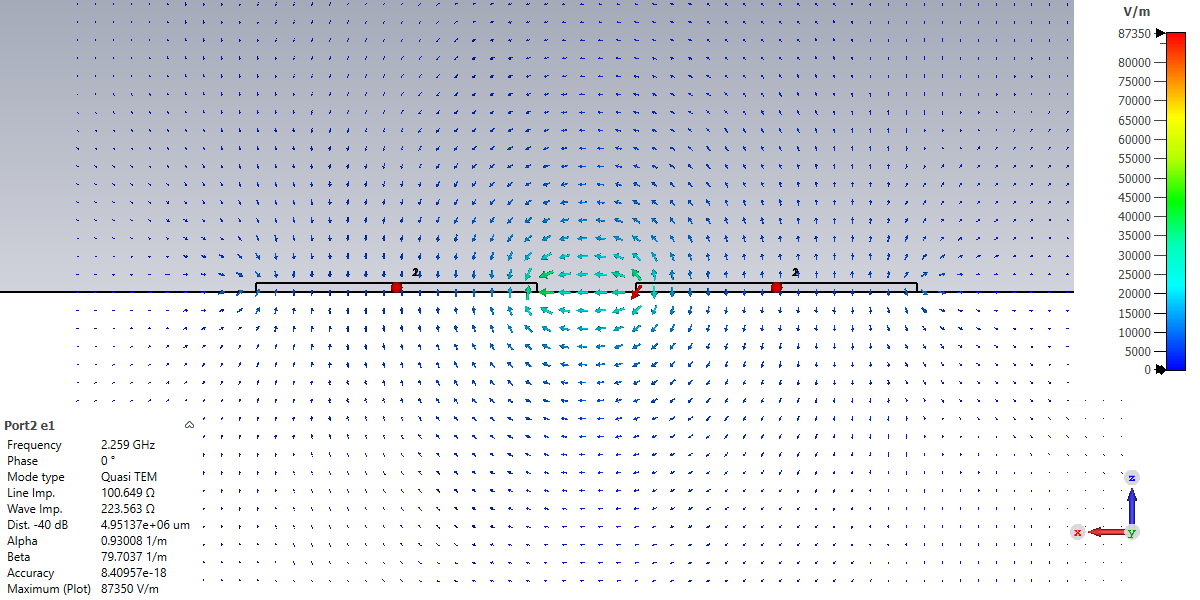 V/m
87350
80000
75000
70000
65000
60000
55000
50000
45000
40000
35000
30000
25000
20000
15000
10000
5000
0
2
2
Port2 e1
Frequency 2.259 GHz
Phase 0 °
Mode type Quasi TEM
Line Imp. 100.649 Ω
Wave Imp. 223.563 Ω
Dist. -40 dB 4.95137e+06 um
Alpha 0.93008 1/m
Beta 79.7037 1/m
Accuracy 8.40957e-18
Maximum (Plot) 87350 V/m
z
x
y